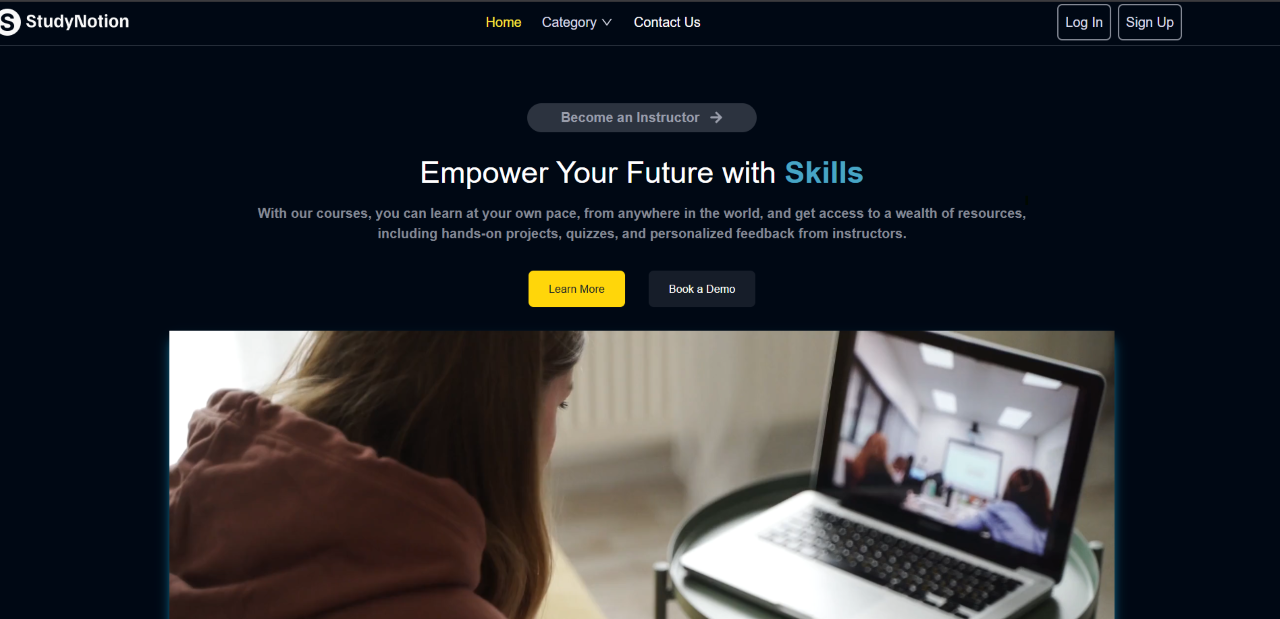 StudyNotion
Home Category Contact Us
Log In Sign Up
Become an Instructor
Empower Your Future with Skills
With our courses, you can learn at your own pace, from anywhere in the world, and get access to a wealth of resources,
including hands-on projects, quizzes, and personalized feedback from instructors.
Learn More Book a Demo